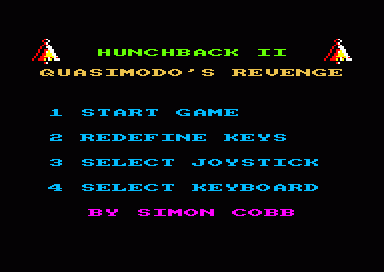 HUNCHBACK II
QUASIMODO'S REVENGE
1 START GAME
2 REDEFINE KEYS
3 SELECT JOYSTICK
4 SELECT KEYBOARD
BY SIMON COBB